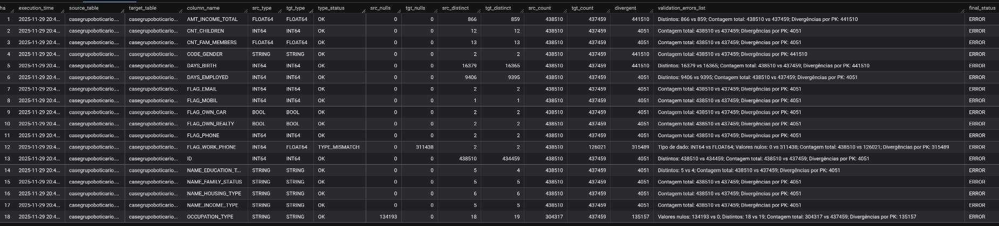 ha execution_time source_table target_table column_name src_type tgt_type type_status src_nulls tgt_nulls src_distinct tgt_distinct src_count tgt_count divergent validation_errors_list final_status
1 2025-11-29 20:4... casegrupoboticario.... casegrupoboticario... AMT_INCOME_TOTAL FLOAT64 FLOAT64 OK 0 0 866 859 438510 437459 441510 Distintos: 866 vs 859; Contagem total: 438510 vs 437459; Divergências por PK: 441510 ERROR
2 2025-11-29 20:4... casegrupoboticario.... casegrupoboticario... CNT_CHILDREN INT64 INT64 OK 0 0 12 12 438510 437459 4051 Contagem total: 438510 vs 437459; Divergências por PK: 4051 ERROR
3 2025-11-29 20:4... casegrupoboticario.... casegrupoboticario... CNT_FAM_MEMBERS FLOAT64 FLOAT64 OK 0 0 13 13 438510 437459 4051 Contagem total: 438510 vs 437459; Divergências por PK: 4051 ERROR
4 2025-11-29 20:4... casegrupoboticario.... casegrupoboticario... CODE_GENDER STRING STRING OK 0 0 2 2 438510 437459 441510 Contagem total: 438510 vs 437459; Divergências por PK: 441510 ERROR
5 2025-11-29 20:4... casegrupoboticario.... casegrupoboticario... DAYS_BIRTH INT64 INT64 OK 0 0 16379 16365 438510 437459 441510 Distintos: 16379 vs 16365; Contagem total: 438510 vs 437459; Divergências por PK: 441510 ERROR
6 2025-11-29 20:4... casegrupoboticario.... casegrupoboticario... DAYS_EMPLOYED INT64 INT64 OK 0 0 9406 9395 438510 437459 4051 Distintos: 9406 vs 9395; Contagem total: 438510 vs 437459; Divergências por PK: 4051 ERROR
7 2025-11-29 20:4... casegrupoboticario.... casegrupoboticario... FLAG_EMAIL INT64 INT64 OK 0 0 2 2 438510 437459 4051 Contagem total: 438510 vs 437459; Divergências por PK: 4051 ERROR
8 2025-11-29 20:4... casegrupoboticario.... casegrupoboticario... FLAG_MOBIL INT64 INT64 OK 0 0 1 1 438510 437459 4051 Contagem total: 438510 vs 437459; Divergências por PK: 4051 ERROR
9 2025-11-29 20:4... casegrupoboticario.... casegrupoboticario... FLAG_OWN_CAR BOOL BOOL OK 0 0 2 2 438510 437459 4051 Contagem total: 438510 vs 437459; Divergências por PK: 4051 ERROR
10 2025-11-29 20:4... casegrupoboticario.... casegrupoboticario... FLAG_OWN_REALTY BOOL BOOL OK 0 0 2 2 438510 437459 4051 Contagem total: 438510 vs 437459; Divergências por PK: 4051 ERROR
11 2025-11-29 20:4... casegrupoboticario.... casegrupoboticario... FLAG_PHONE INT64 INT64 OK 0 0 2 2 438510 437459 4051 Contagem total: 438510 vs 437459; Divergências por PK: 4051 ERROR
12 2025-11-29 20:4... casegrupoboticario.... casegrupoboticario... FLAG_WORK_PHONE INT64 FLOAT64 TYPE_MISMATCH 0 311438 2 2 438510 126021 315489 Tipo de dado: INT64 vs FLOAT64; Valores nulos: 0 vs 311438; Contagem total: 438510 vs 126021; Divergências por PK: 315489 ERROR
13 2025-11-29 20:4... casegrupoboticario.... casegrupoboticario... ID INT64 INT64 OK 0 0 438510 434459 438510 437459 4051 Distintos: 438510 vs 434459; Contagem total: 438510 vs 437459; Divergências por PK: 4051 ERROR
14 2025-11-29 20:4... casegrupoboticario.... casegrupoboticario... NAME_EDUCATION_T... STRING STRING OK 0 0 5 4 438510 437459 4051 Distintos: 5 vs 4; Contagem total: 438510 vs 437459; Divergências por PK: 4051 ERROR
15 2025-11-29 20:4... casegrupoboticario.... casegrupoboticario... NAME_FAMILY_STATUS STRING STRING OK 0 0 5 5 438510 437459 4051 Contagem total: 438510 vs 437459; Divergências por PK: 4051 ERROR
16 2025-11-29 20:4... casegrupoboticario.... casegrupoboticario... NAME_HOUSING_TYPE STRING STRING OK 0 0 6 6 438510 437459 4051 Contagem total: 438510 vs 437459; Divergências por PK: 4051 ERROR
17 2025-11-29 20:4... casegrupoboticario.... casegrupoboticario... NAME_INCOME_TYPE STRING STRING OK 0 0 5 5 438510 437459 4051 Contagem total: 438510 vs 437459; Divergências por PK: 4051 ERROR
18 2025-11-29 20:4... casegrupoboticario.... casegrupoboticario... OCCUPATION_TYPE STRING STRING OK 134193 0 18 19 304317 437459 135157 Valores nulos: 134193 vs 0; Distintos: 18 vs 19; Contagem total: 304317 vs 437459; Divergências por PK: 135157 ERROR